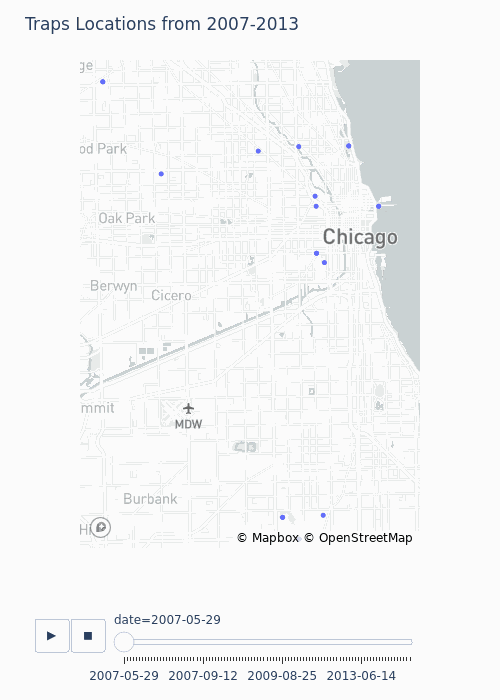 Traps Locations from 2007-2013
ge
od Park
Oak Park
Chicago
Berwyn
Cicero
mmit
MDW
Burbank
Hi
© Mapbox © OpenStreetMap
date=2007-05-29
2007-05-29 2007-09-12 2009-08-25 2013-06-14